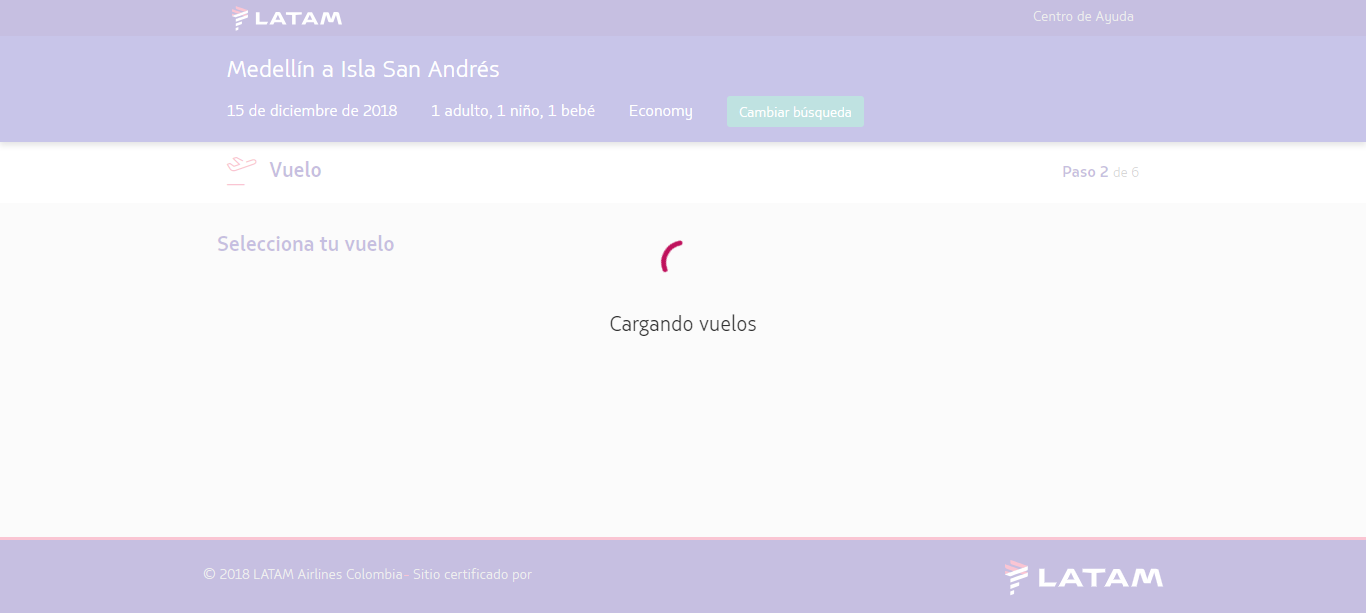 LATAM
Centro de Ayuda
Medellín a Isla San Andrés
15 de diciembre de 2018 1 adulto, 1 niño, 1 bebé Economy Cambiar búsqueda
Vuelo
Paso 2 de 6
Selecciona tu vuelo
Cargando vuelos
© 2018 LATAM Airlines Colombia - Sitio certificado por
LATAM